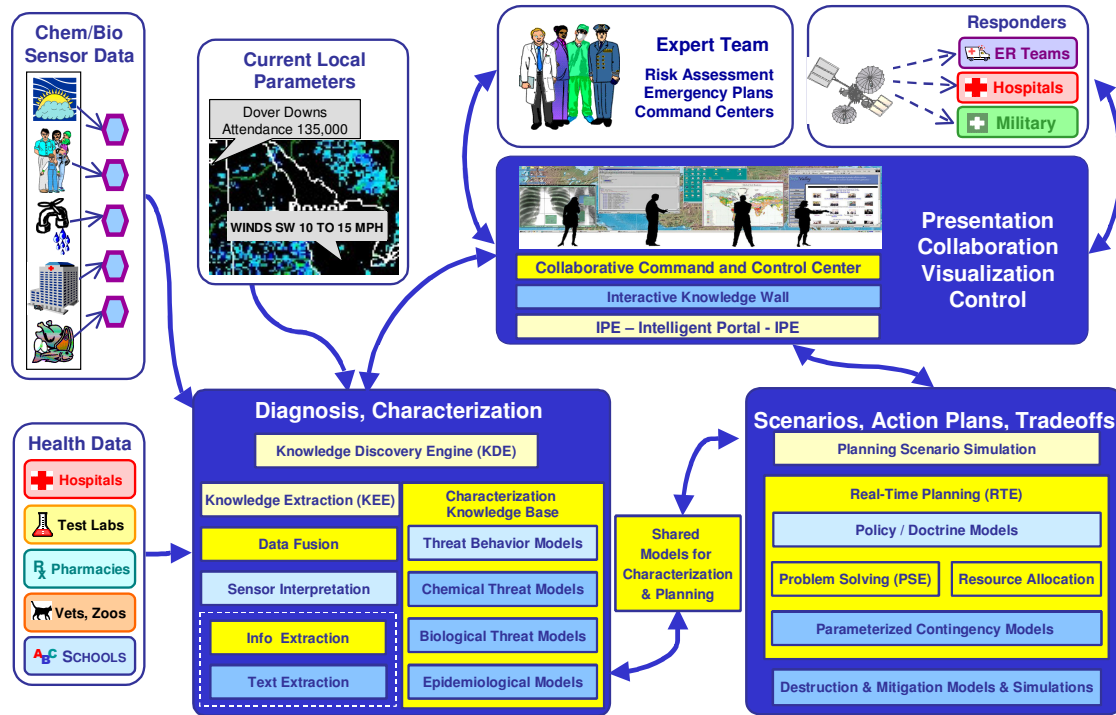 Chem/Bio
Sensor Data
Current Local
Parameters
Dover Downs
Attendance 135,000
WINDS SW 10 TO 15 MPH
Expert Team
Risk Assessment
Emergency Plans
Command Centers
Responders
ER Teams
Hospitals
Military
Presentation
Collaboration
Visualization
Control
Collaborative Command and Control Center
Interactive Knowledge Wall
IPE – Intelligent Portal - IPE
Health Data
Hospitals
Test Labs
Rx Pharmacies
Vets, Zoos
ABC SCHOOLS
Diagnosis, Characterization
Knowledge Discovery Engine (KDE)
Knowledge Extraction (KEE)
Data Fusion
Sensor Interpretation
Info Extraction
Text Extraction
Characterization
Knowledge Base
Threat Behavior Models
Chemical Threat Models
Biological Threat Models
Epidemiological Models
Shared
Models for
Characterization
& Planning
Scenarios, Action Plans, Tradeoffs
Planning Scenario Simulation
Real-Time Planning (RTE)
Policy / Doctrine Models
Problem Solving (PSE)
Resource Allocation
Parameterized Contingency Models
Destruction & Mitigation Models & Simulations